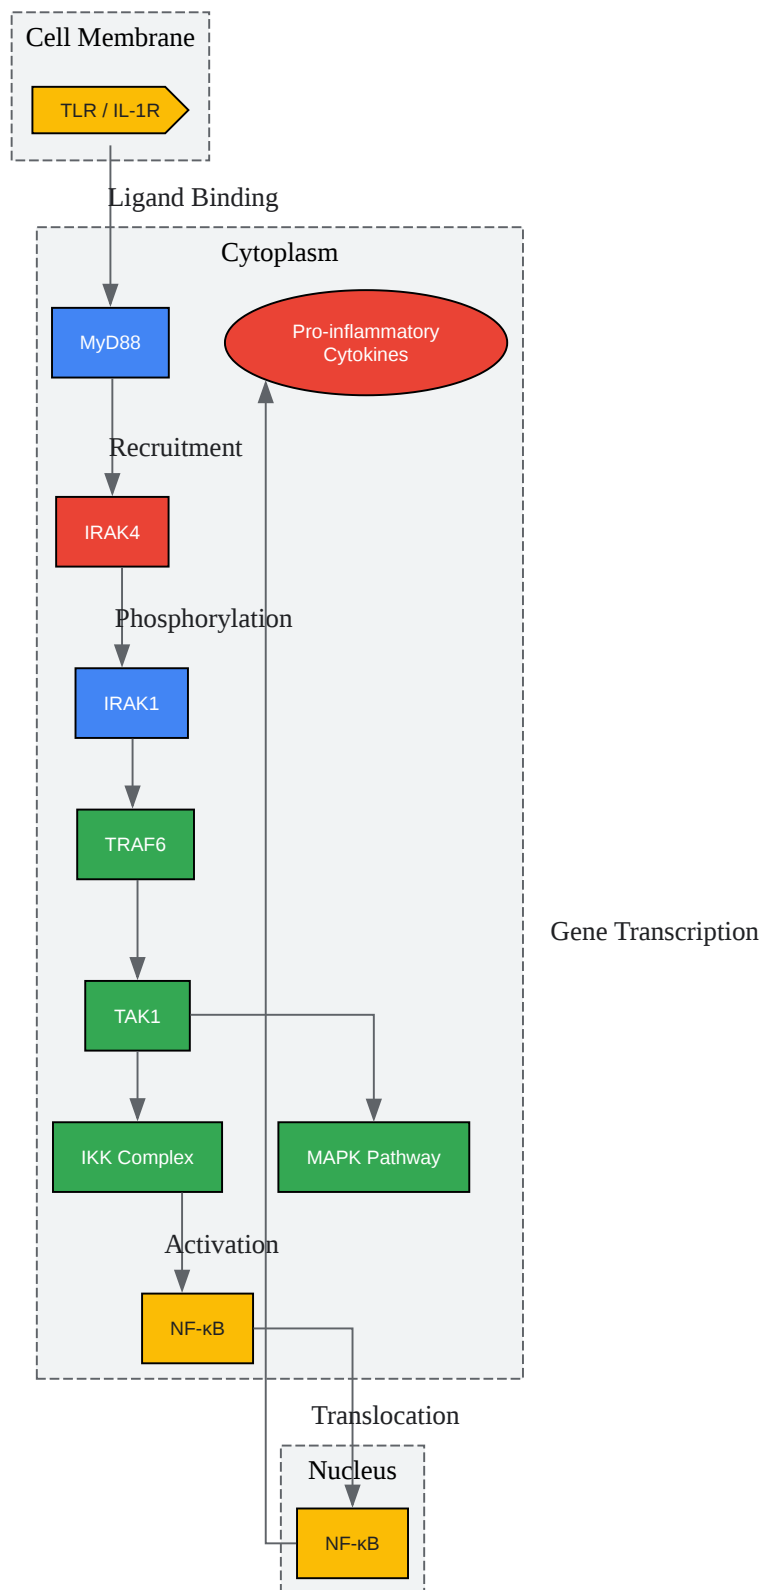 Cell Membrane
TLR / IL-1R
Ligand Binding
Cytoplasm
MyD88
Pro-inflammatory
Cytokines
Recruitment
IRAK4
Phosphorylation
IRAK1
TRAF6
Gene Transcription
TAK1
IKK Complex
MAPK Pathway
Activation
NF-κB
Translocation
Nucleus
NF-κB